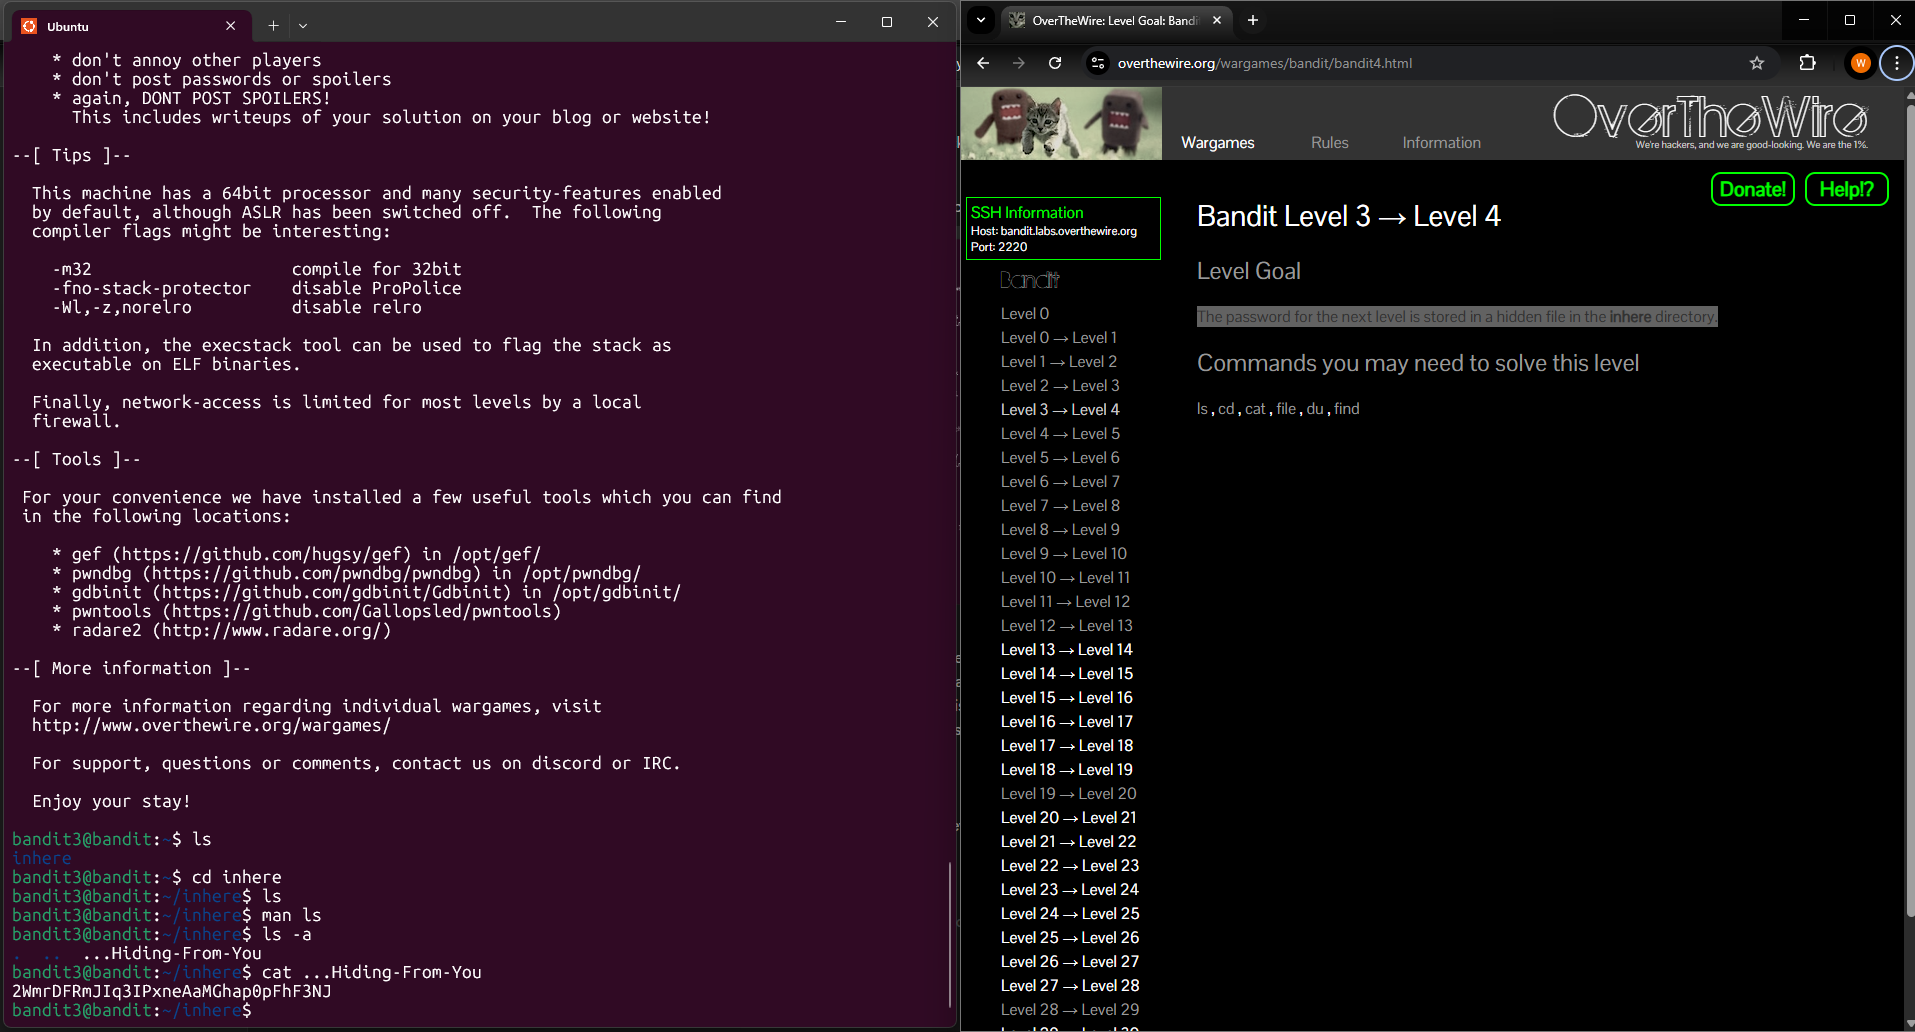 Ubuntu
* don't annoy other players
* don't post passwords or spoilers
* again, DONT POST SPOILERS!
This includes writeups of your solution on your blog or website!
--[ Tips ]--
This machine has a 64bit processor and many security-features enabled
by default, although ASLR has been switched off.  The following
compiler flags might be interesting:
-m32                    compile for 32bit
-fno-stack-protector    disable ProPolice
-Wl,-z,norelro          disable relro
In addition, the execstack tool can be used to flag the stack as
executable on ELF binaries.
Finally, network-access is limited for most levels by a local
firewall.
--[ Tools ]--
For your convenience we have installed a few useful tools which you can find
in the following locations:
* gef (https://github.com/hugsy/gef) in /opt/gef/
* pwndbg (https://github.com/pwndbg/pwndbg) in /opt/pwndbg/
* gdbinit (https://github.com/gdbinit/Gdbinit) in /opt/gdbinit/
* pwntools (https://github.com/Gallopsled/pwntools)
* radare2 (http://www.radare.org/)
--[ More information ]--
For more information regarding individual wargames, visit
http://www.overthewire.org/wargames/
For support, questions or comments, contact us on discord or IRC.
Enjoy your stay!
bandit3@bandit:~$ ls
inhere
bandit3@bandit:~$ cd inhere
bandit3@bandit:~/inhere$ ls
bandit3@bandit:~/inhere$ man ls
bandit3@bandit:~/inhere$ ls -a
.  ..  ...Hiding-From-You
bandit3@bandit:~/inhere$ cat ...Hiding-From-You
2WmrDFRmJIq3IPxneAaMGhap0pFhF3NJ
bandit3@bandit:~/inhere$
OverTheWire: Level Goal: Bandi
overthewire.org/wargames/bandit/bandit4.html
W
Wargames
Rules
Information
OverTheWire
We're hackers, and we are good-looking. We are the 1%.
Donate!
Help!?
SSH Information
Host: bandit.labs.overthewire.org
Port: 2220
Bandit
Level 0
Level 0 → Level 1
Level 1 → Level 2
Level 2 → Level 3
Level 3 → Level 4
Level 4 → Level 5
Level 5 → Level 6
Level 6 → Level 7
Level 7 → Level 8
Level 8 → Level 9
Level 9 → Level 10
Level 10 → Level 11
Level 11 → Level 12
Level 12 → Level 13
Level 13 → Level 14
Level 14 → Level 15
Level 15 → Level 16
Level 16 → Level 17
Level 17 → Level 18
Level 18 → Level 19
Level 19 → Level 20
Level 20 → Level 21
Level 21 → Level 22
Level 22 → Level 23
Level 23 → Level 24
Level 24 → Level 25
Level 25 → Level 26
Level 26 → Level 27
Level 27 → Level 28
Level 28 → Level 29
Bandit Level 3 → Level 4
Level Goal
The password for the next level is stored in a hidden file in the inhere directory.
Commands you may need to solve this level
ls , cd , cat , file , du , find